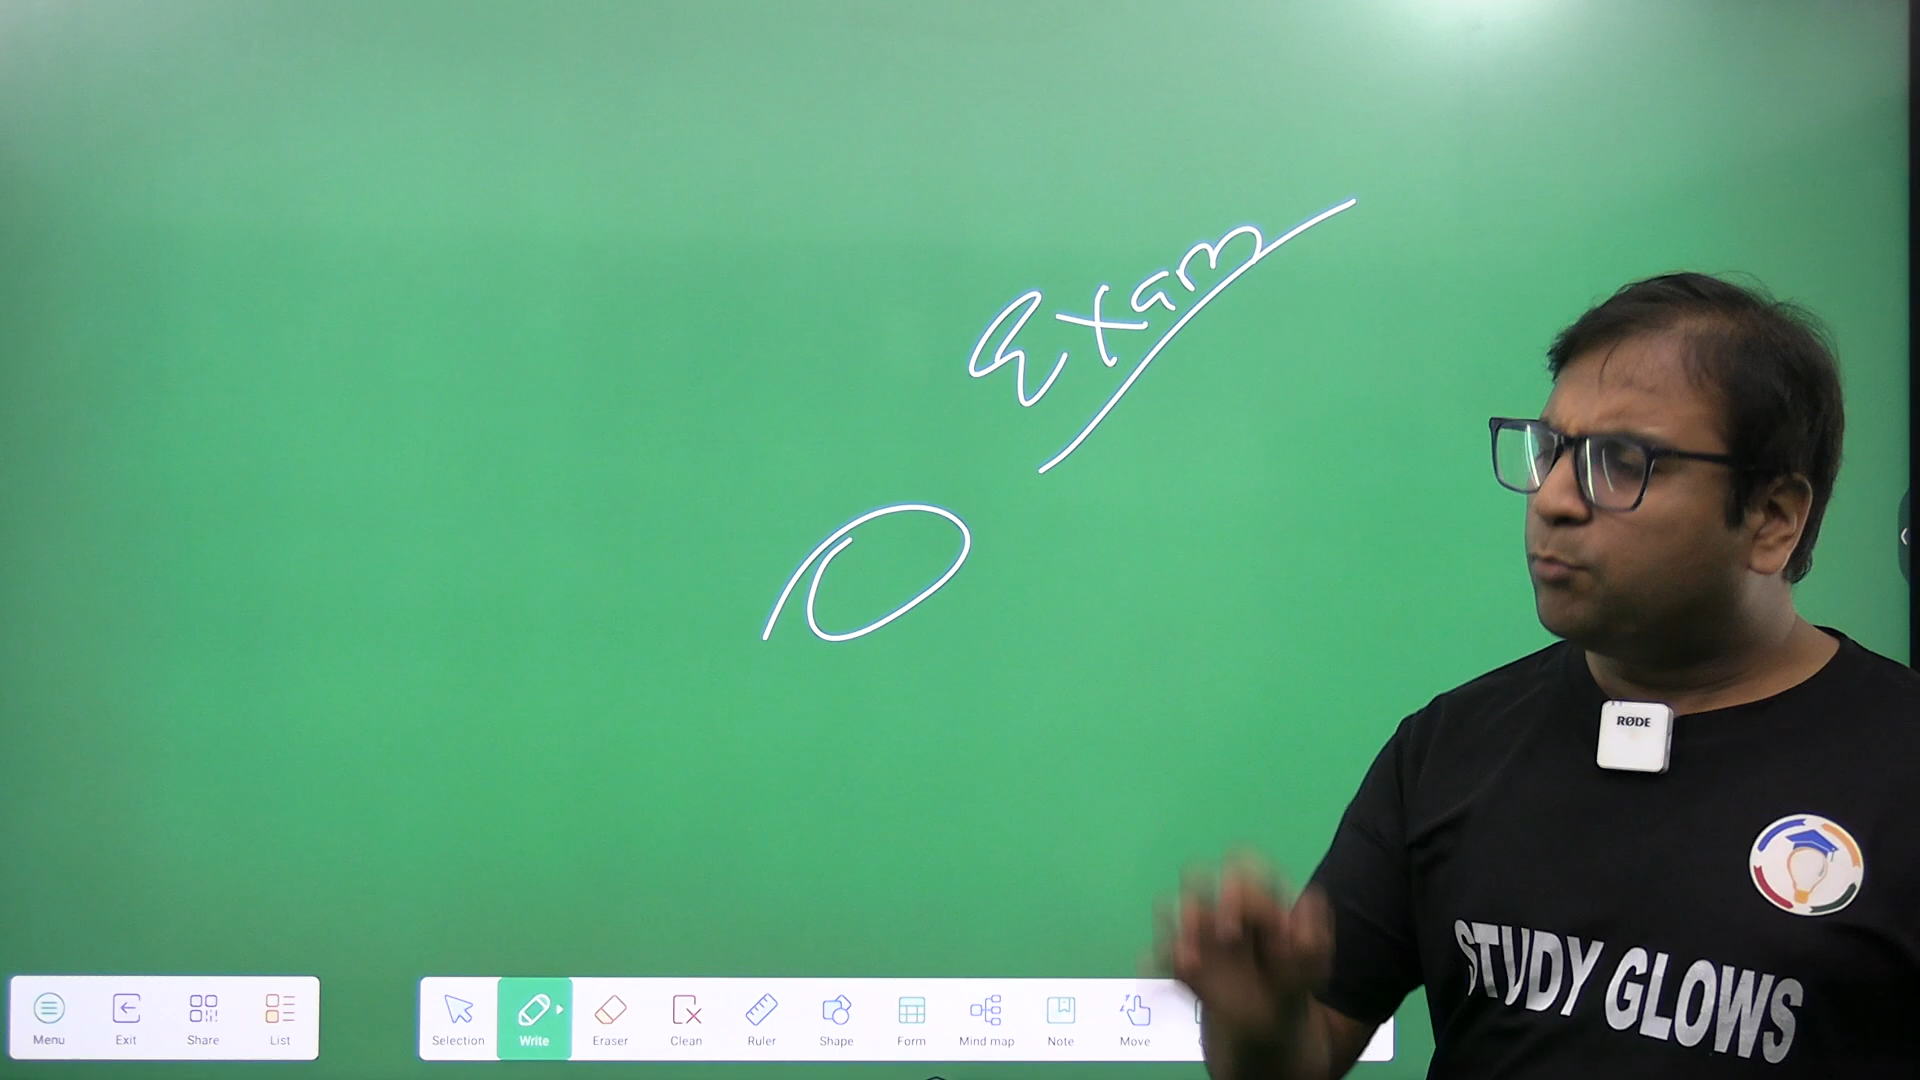 Exam
RØDE
STUDY GLOWS
Menu Exit Share List Selection Write Eraser Clean Ruler Shape Form Mind map Note Move